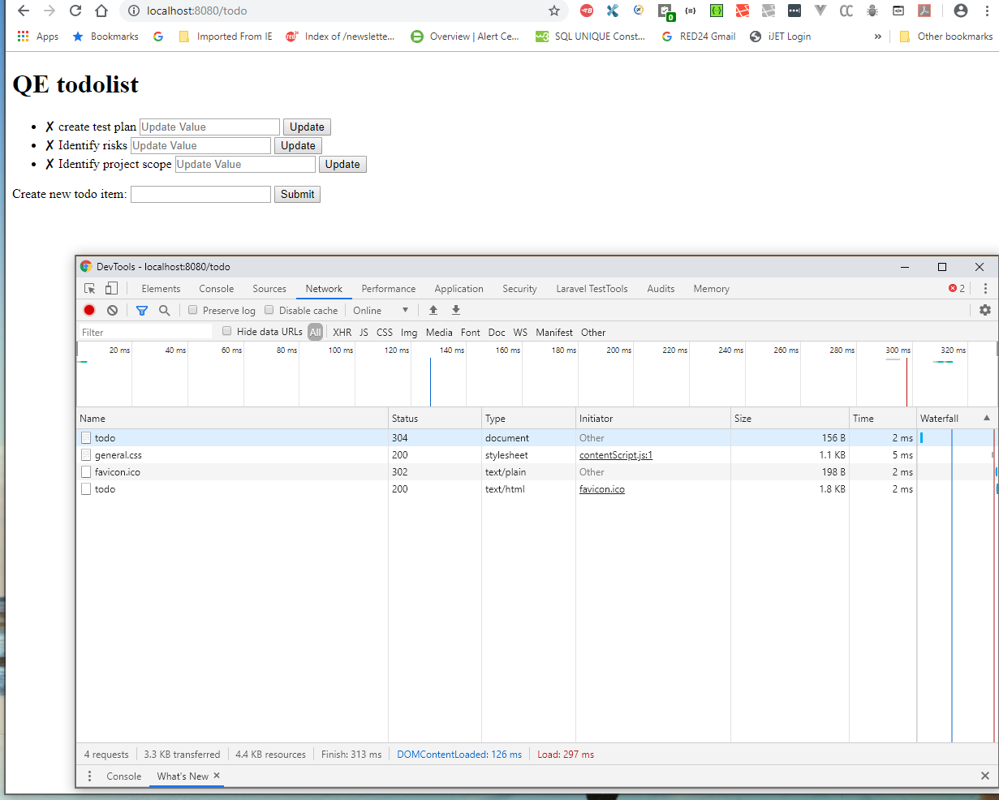 localhost:8080/todo
0
Apps Bookmarks Imported From IE Index of /newslette... Overview | Alert Ce... SQL UNIQUE Const... RED24 Gmail iJET Login » Other bookmarks
QE todolist
• ✗ create test plan Update Value Update
• ✗ Identify risks Update Value Update
• ✗ Identify project scope Update Value Update
Create new todo item: Submit
DevTools - localhost:8080/todo
Elements Console Sources Network Performance Application Security Laravel TestTools Audits Memory 2
Preserve log Disable cache Online
Filter Hide data URLs All XHR JS CSS Img Media Font Doc WS Manifest Other
20 ms 40 ms 60 ms 80 ms 100 ms 120 ms 140 ms 160 ms 180 ms 200 ms 220 ms 240 ms 260 ms 280 ms 300 ms 320 ms
Name Status Type Initiator Size Time Waterfall
todo 304 document Other 156 B 2 ms
general.css 200 stylesheet contentScript.js:1 1.1 KB 5 ms
favicon.ico 302 text/plain Other 198 B 2 ms
todo 200 text/html favicon.ico 1.8 KB 2 ms
4 requests 3.3 KB transferred 4.4 KB resources Finish: 313 ms DOMContentLoaded: 126 ms Load: 297 ms
Console What's New ×